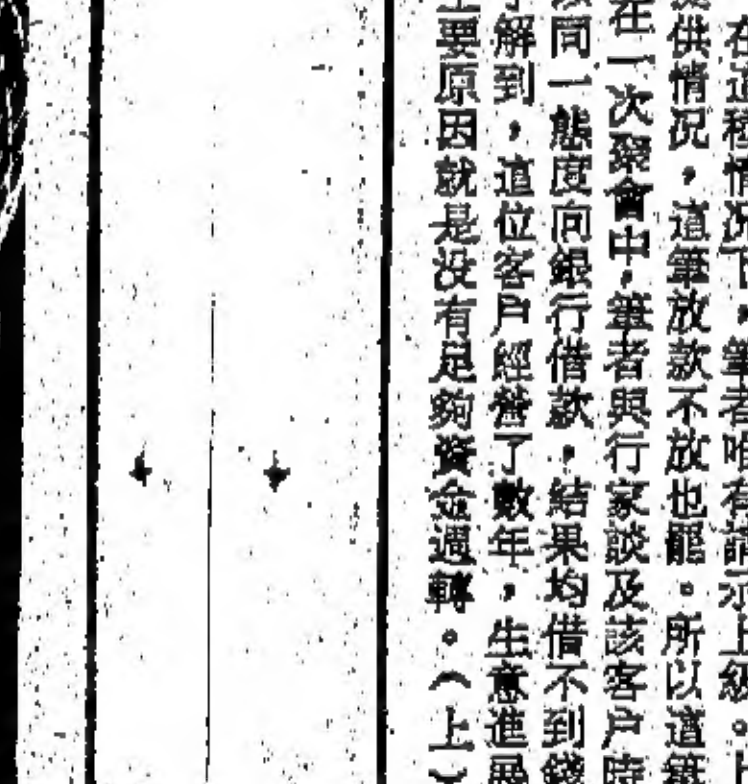 在這種情況下，筆者唯有請示上級。
供情況，這筆放款不放也罷。所以這筆
在一次聚會中，筆者與行家談及該客戶時
同一態度向銀行借款，結果均借不到錢
解到，這位客戶經營了數年，生意進
要原因就是沒有足夠資金週轉。（上）